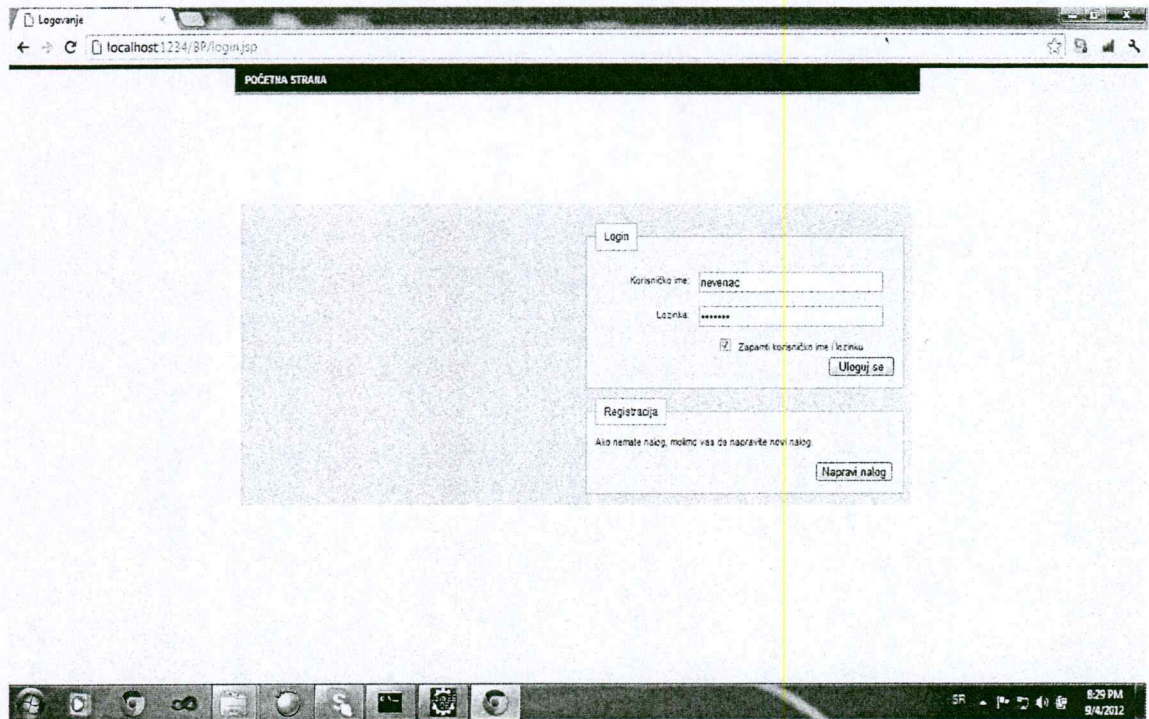 Logovanje
localhost:1234/BP/login.jsp
POČETNA STRANA
Login
Korisničko ime: nevenac
Lozinka: •••••••
Zapamti korisničko ime i lozinku
Uloguj se
Registracija
Ako nemate nalog, molimo vas da napravite novi nalog.
Napravi nalog
SR
8:29 PM
9/4/2012